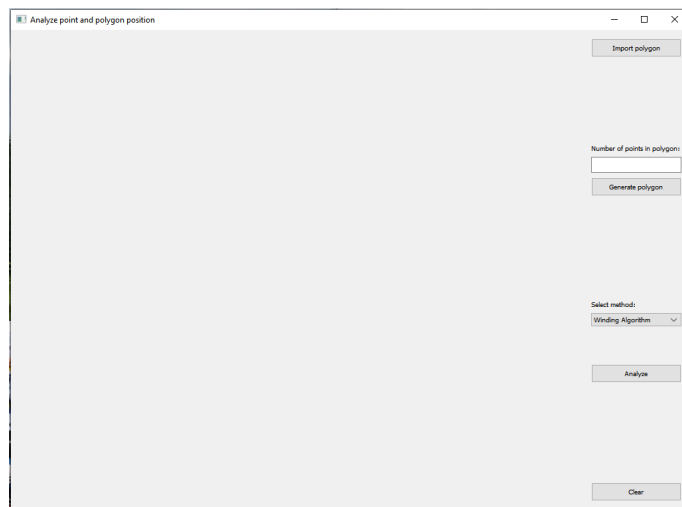 Analyze point and polygon position
Import polygon
Number of points in polygon:
Generate polygon
Select method:
Winding Algorithm
Analyze
Clear